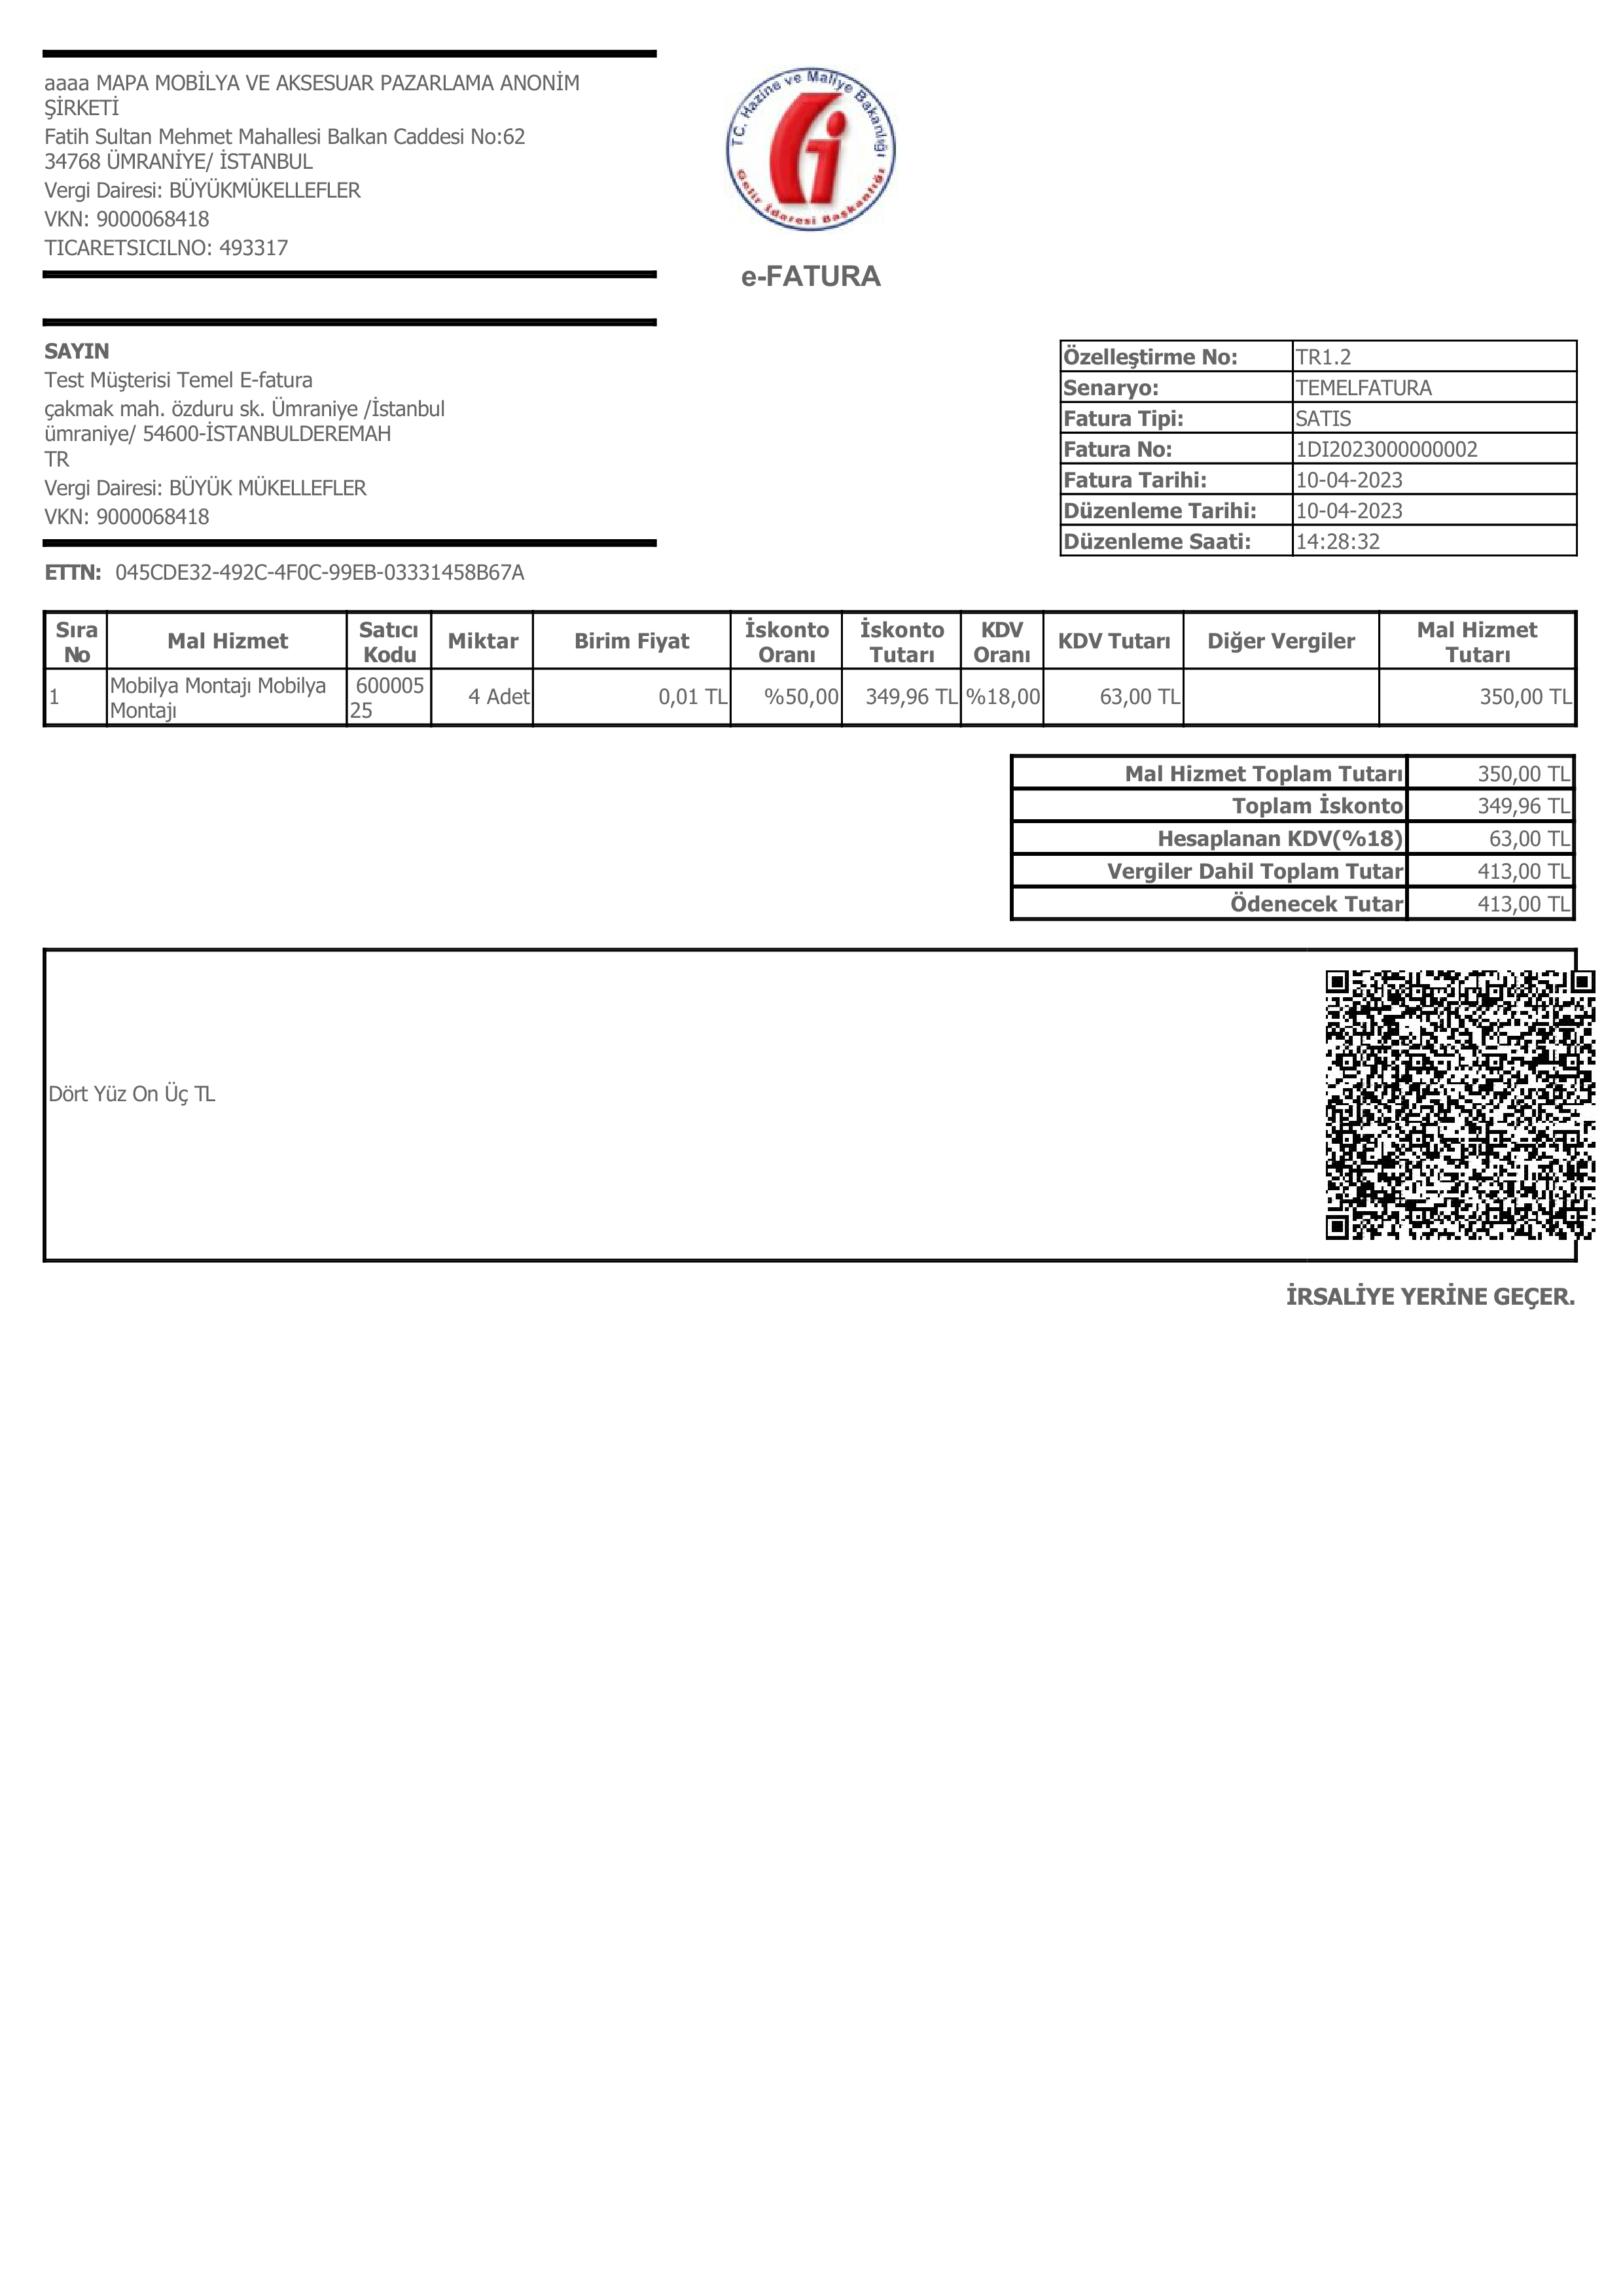 aaaa MAPA MOBİLYA VE AKSESUAR PAZARLAMA ANONİM
ŞİRKETİ
Fatih Sultan Mehmet Mahallesi Balkan Caddesi No:62
34768 ÜMRANİYE/ İSTANBUL
Vergi Dairesi: BÜYÜKMÜKELLEFLER
VKN: 9000068418
TICARETSICILNO: 493317
T.C. Hazine ve Maliye Bakanlığı
Gelir İdaresi Başkanlığı
e-FATURA
SAYIN
Test Müşterisi Temel E-fatura
çakmak mah. özduru sk. Ümraniye /İstanbul
ümraniye/ 54600-İSTANBULDEREMAH
TR
Vergi Dairesi: BÜYÜK MÜKELLEFLER
VKN: 9000068418
Özelleştirme No: TR1.2
Senaryo: TEMELFATURA
Fatura Tipi: SATIS
Fatura No: 1DI2023000000002
Fatura Tarihi: 10-04-2023
Düzenleme Tarihi: 10-04-2023
Düzenleme Saati: 14:28:32
ETTN: 045CDE32-492C-4F0C-99EB-03331458B67A
Sıra No Mal Hizmet Satıcı Kodu Miktar Birim Fiyat İskonto Oranı İskonto Tutarı KDV Oranı KDV Tutarı Diğer Vergiler Mal Hizmet Tutarı
1 Mobilya Montajı Mobilya Montajı 600005 25 4 Adet 0,01 TL %50,00 349,96 TL %18,00 63,00 TL 350,00 TL
Mal Hizmet Toplam Tutarı 350,00 TL
Toplam İskonto 349,96 TL
Hesaplanan KDV(%18) 63,00 TL
Vergiler Dahil Toplam Tutar 413,00 TL
Ödenecek Tutar 413,00 TL
Dört Yüz On Üç TL
İRSALİYE YERİNE GEÇER.